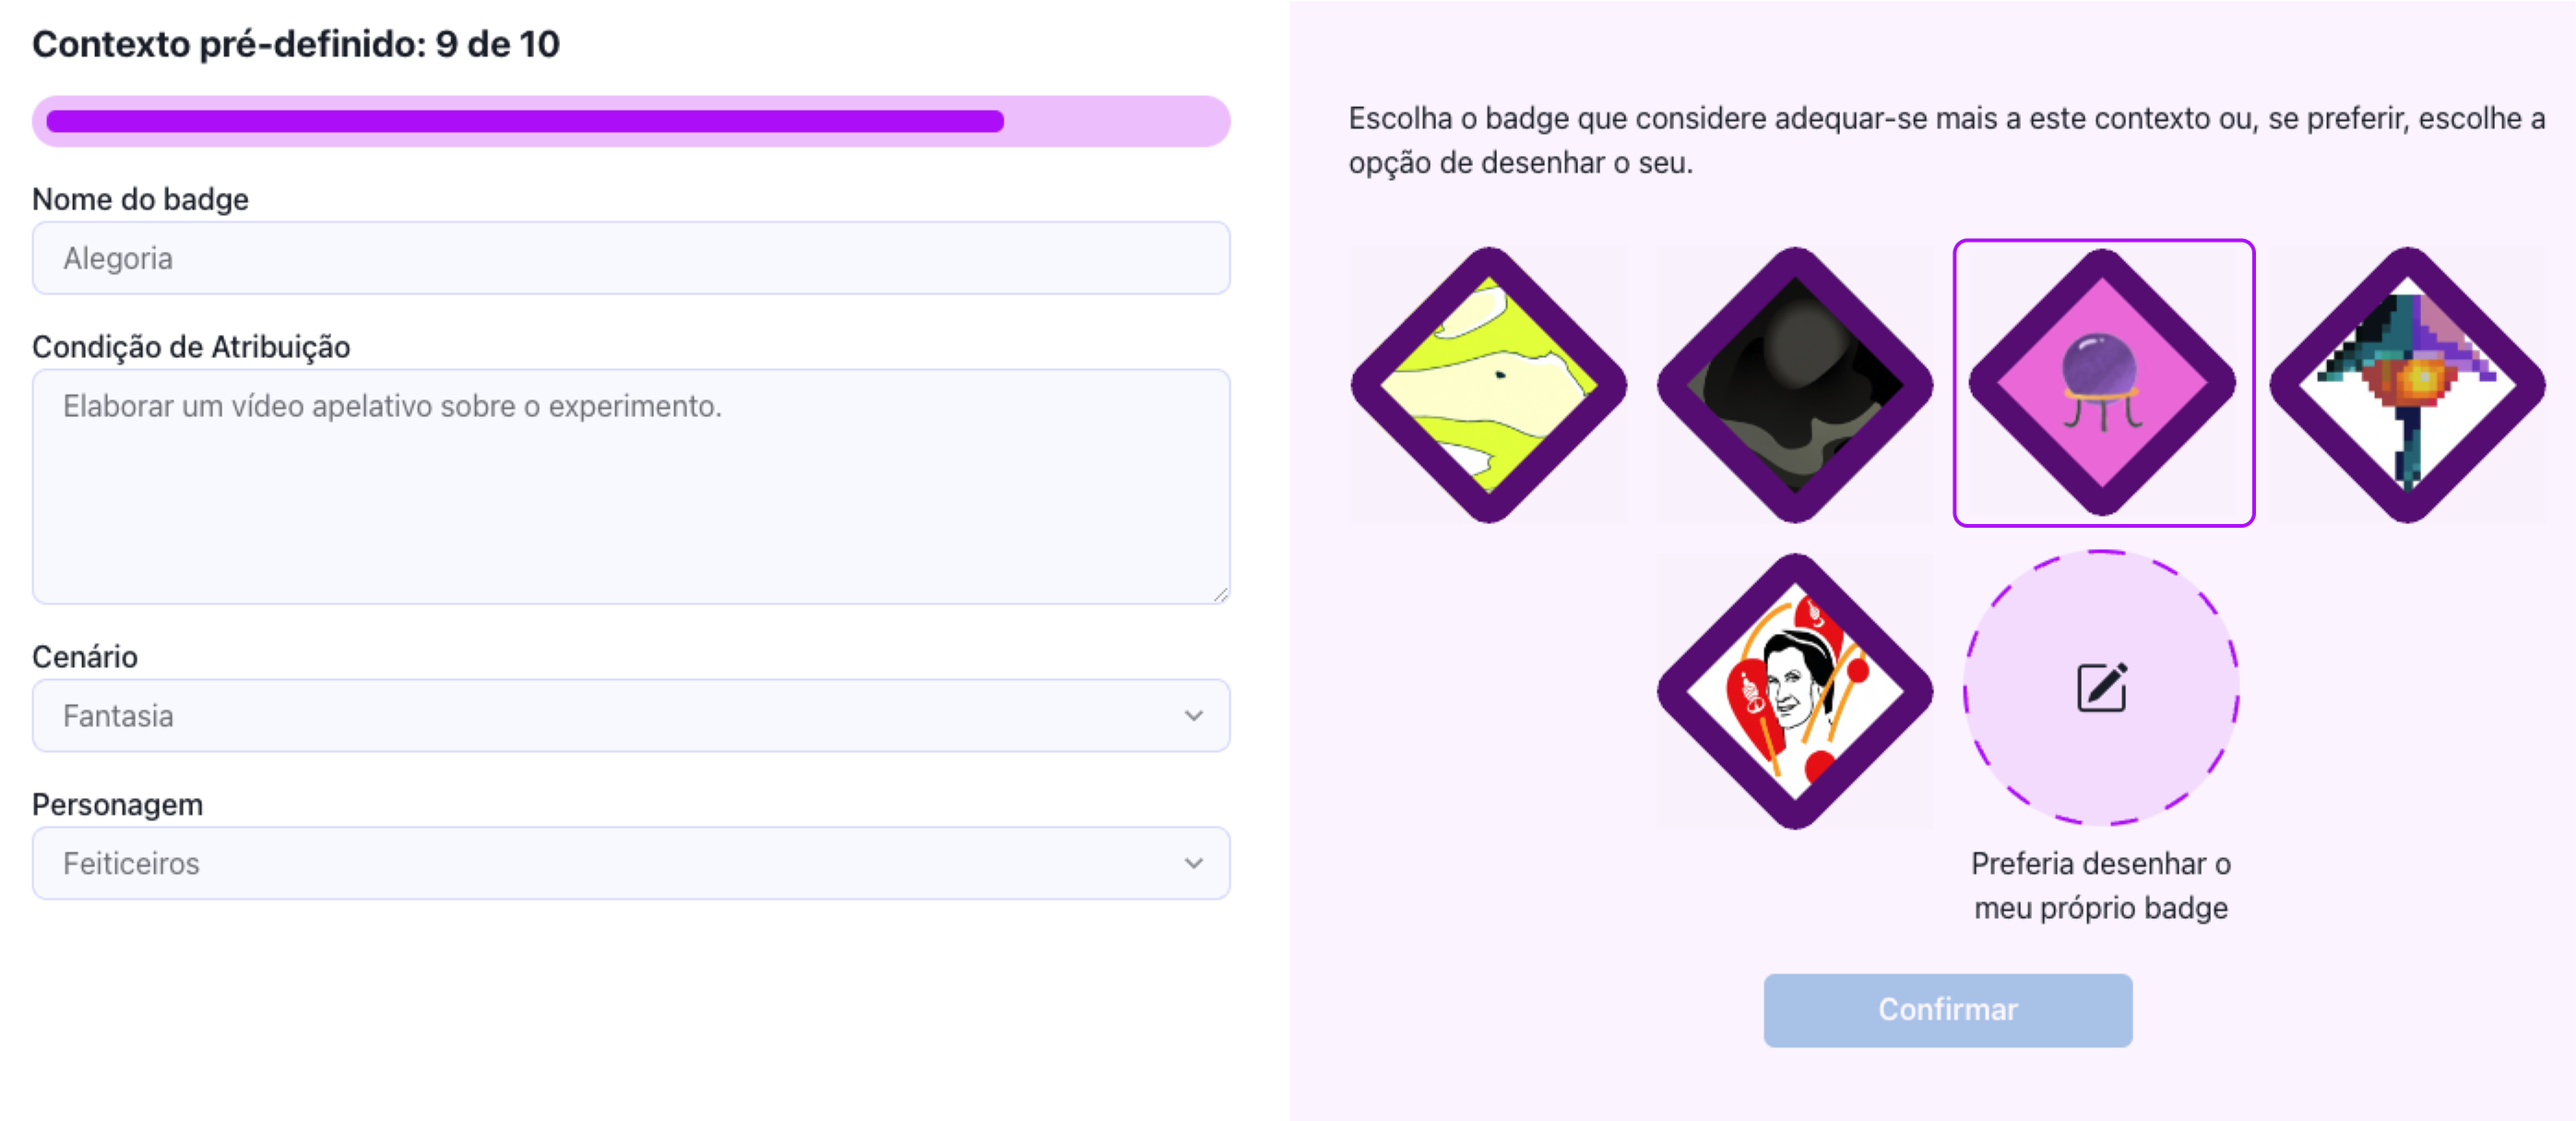 Contexto pré-definido: 9 de 10
Nome do badge
Alegoria
Condição de Atribuição
Elaborar um vídeo apelativo sobre o experimento.
Cenário
Fantasia
Personagem
Feiticeiros
Escolha o badge que considere adequar-se mais a este contexto ou, se preferir, escolhe a
opção de desenhar o seu.
Preferia desenhar o
meu próprio badge
Confirmar